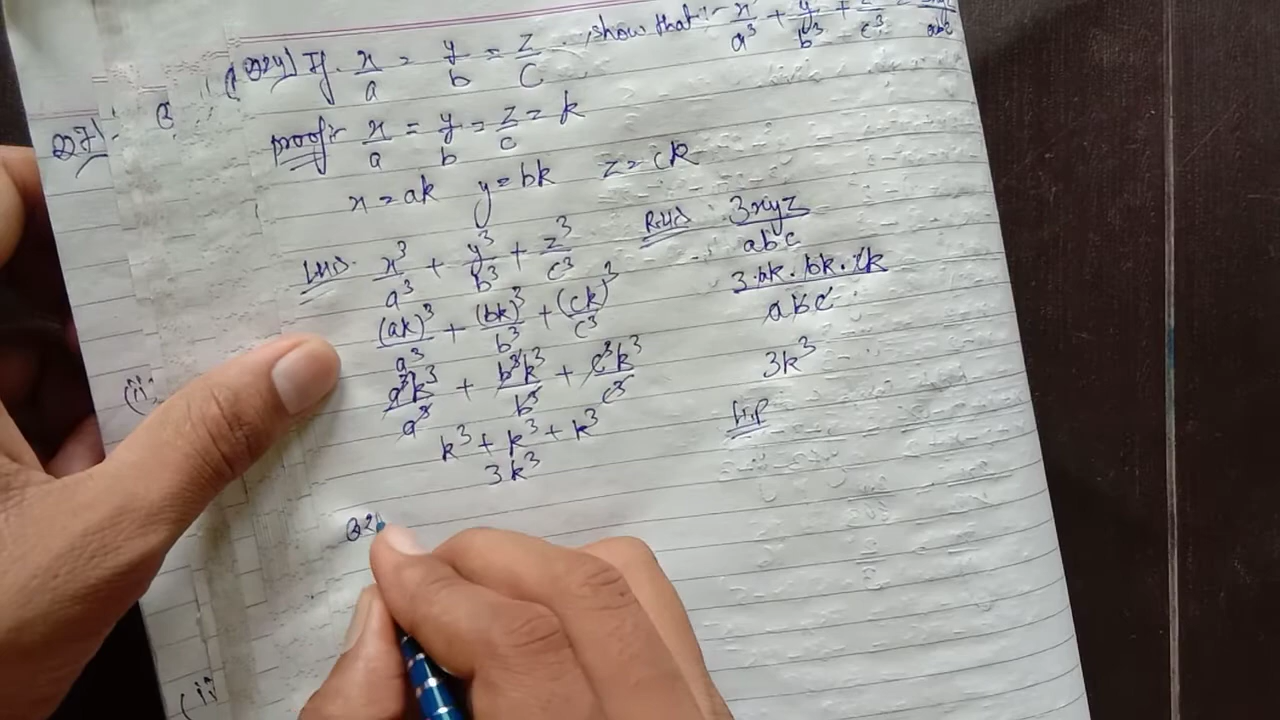 Q24) If x/a = y/b = z/c , show that :- x³/a³ + y³/b³ + z³/c³ = 3xyz/abc
Q27):
proof:- x/a = y/b = z/c = k
x = ak y = bk z = ck
LHS. x³/a³ + y³/b³ + z³/c³
RHS 3xyz/abc
(ak)³/a³ + (bk)³/b³ + (ck)³/c³
3.ak.bk.ck/abc
a³k³/a³ + b³k³/b³ + c³k³/c³
3k³
k³ + k³ + k³
H.P
3k³
Q2